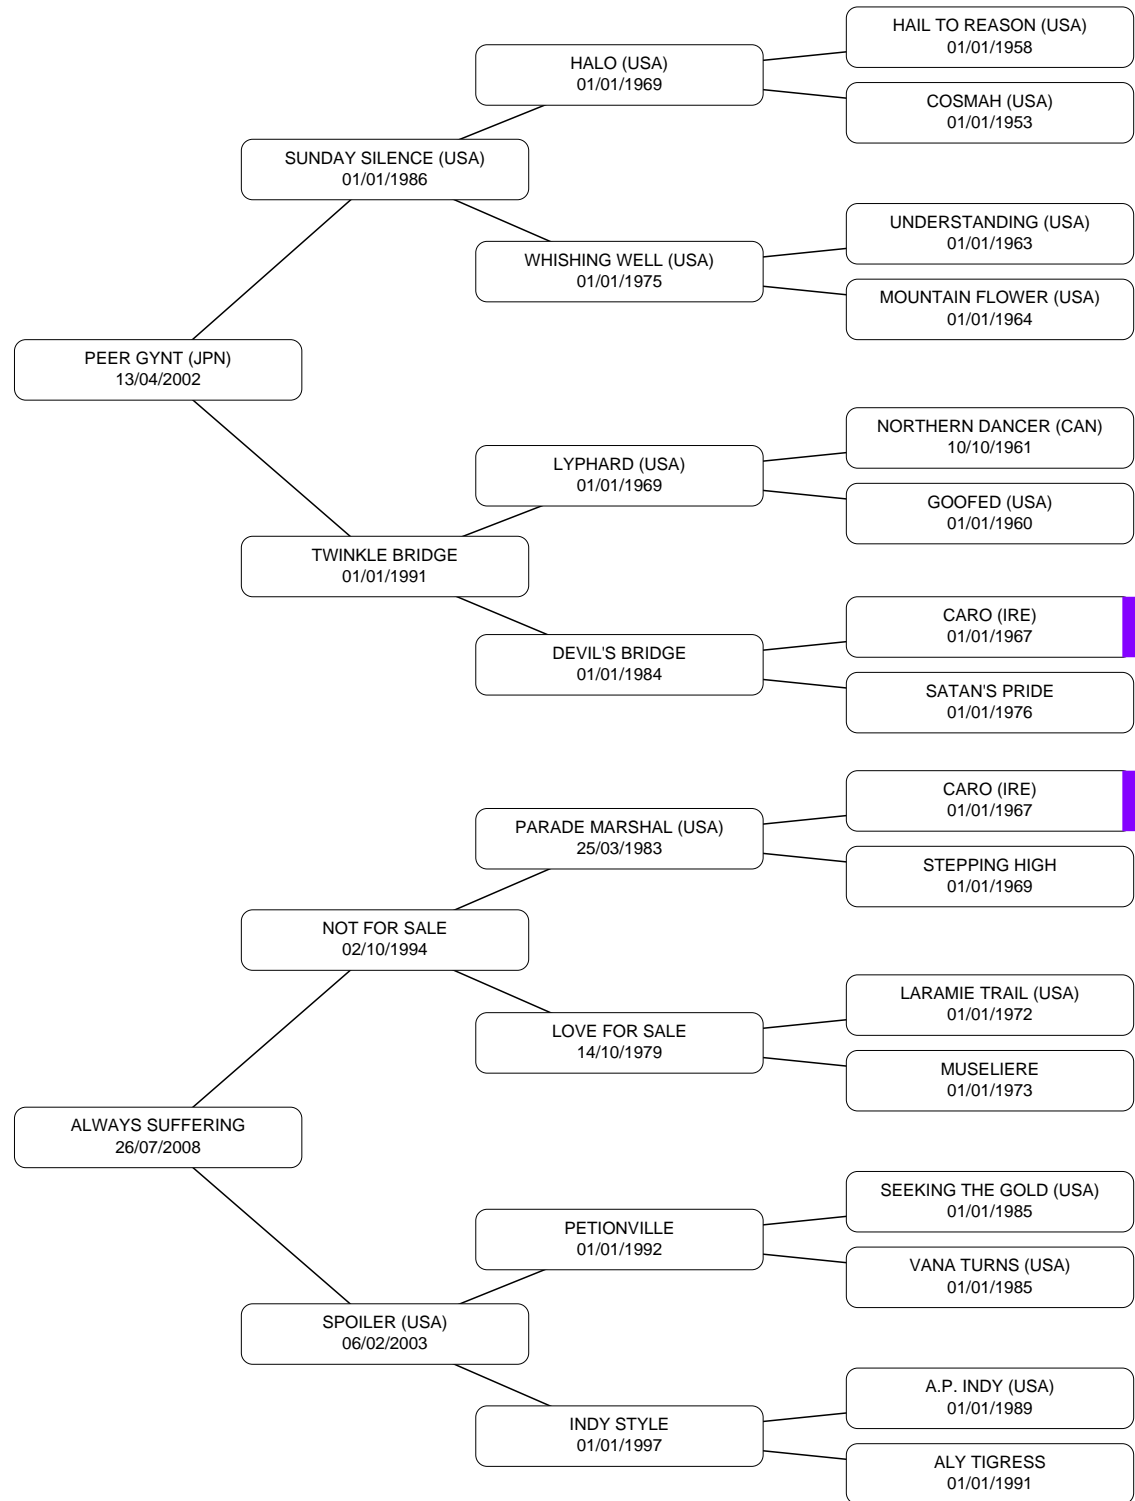 HAIL TO REASON (USA)
01/01/1958
HALO (USA)
01/01/1969
COSMAH (USA)
01/01/1953
SUNDAY SILENCE (USA)
01/01/1986
UNDERSTANDING (USA)
01/01/1963
WHISHING WELL (USA)
01/01/1975
MOUNTAIN FLOWER (USA)
01/01/1964
PEER GYNT (JPN)
13/04/2002
NORTHERN DANCER (CAN)
10/10/1961
LYPHARD (USA)
01/01/1969
GOOFED (USA)
01/01/1960
TWINKLE BRIDGE
01/01/1991
CARO (IRE)
01/01/1967
DEVIL'S BRIDGE
01/01/1984
SATAN'S PRIDE
01/01/1976
CARO (IRE)
01/01/1967
PARADE MARSHAL (USA)
25/03/1983
STEPPING HIGH
01/01/1969
NOT FOR SALE
02/10/1994
LARAMIE TRAIL (USA)
01/01/1972
LOVE FOR SALE
14/10/1979
MUSELIERE
01/01/1973
ALWAYS SUFFERING
26/07/2008
SEEKING THE GOLD (USA)
01/01/1985
PETIONVILLE
01/01/1992
VANA TURNS (USA)
01/01/1985
SPOILER (USA)
06/02/2003
A.P. INDY (USA)
01/01/1989
INDY STYLE
01/01/1997
ALY TIGRESS
01/01/1991